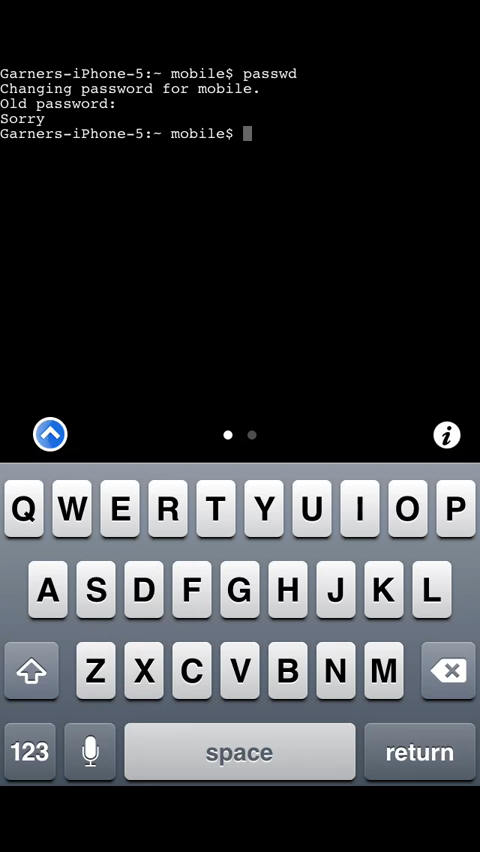 Garners-iPhone-5:~ mobile$ passwd
Changing password for mobile.
Old password:
Sorry
Garners-iPhone-5:~ mobile$
Q W E R T Y U I O P
A S D F G H J K L
Z X C V B N M
123 space return